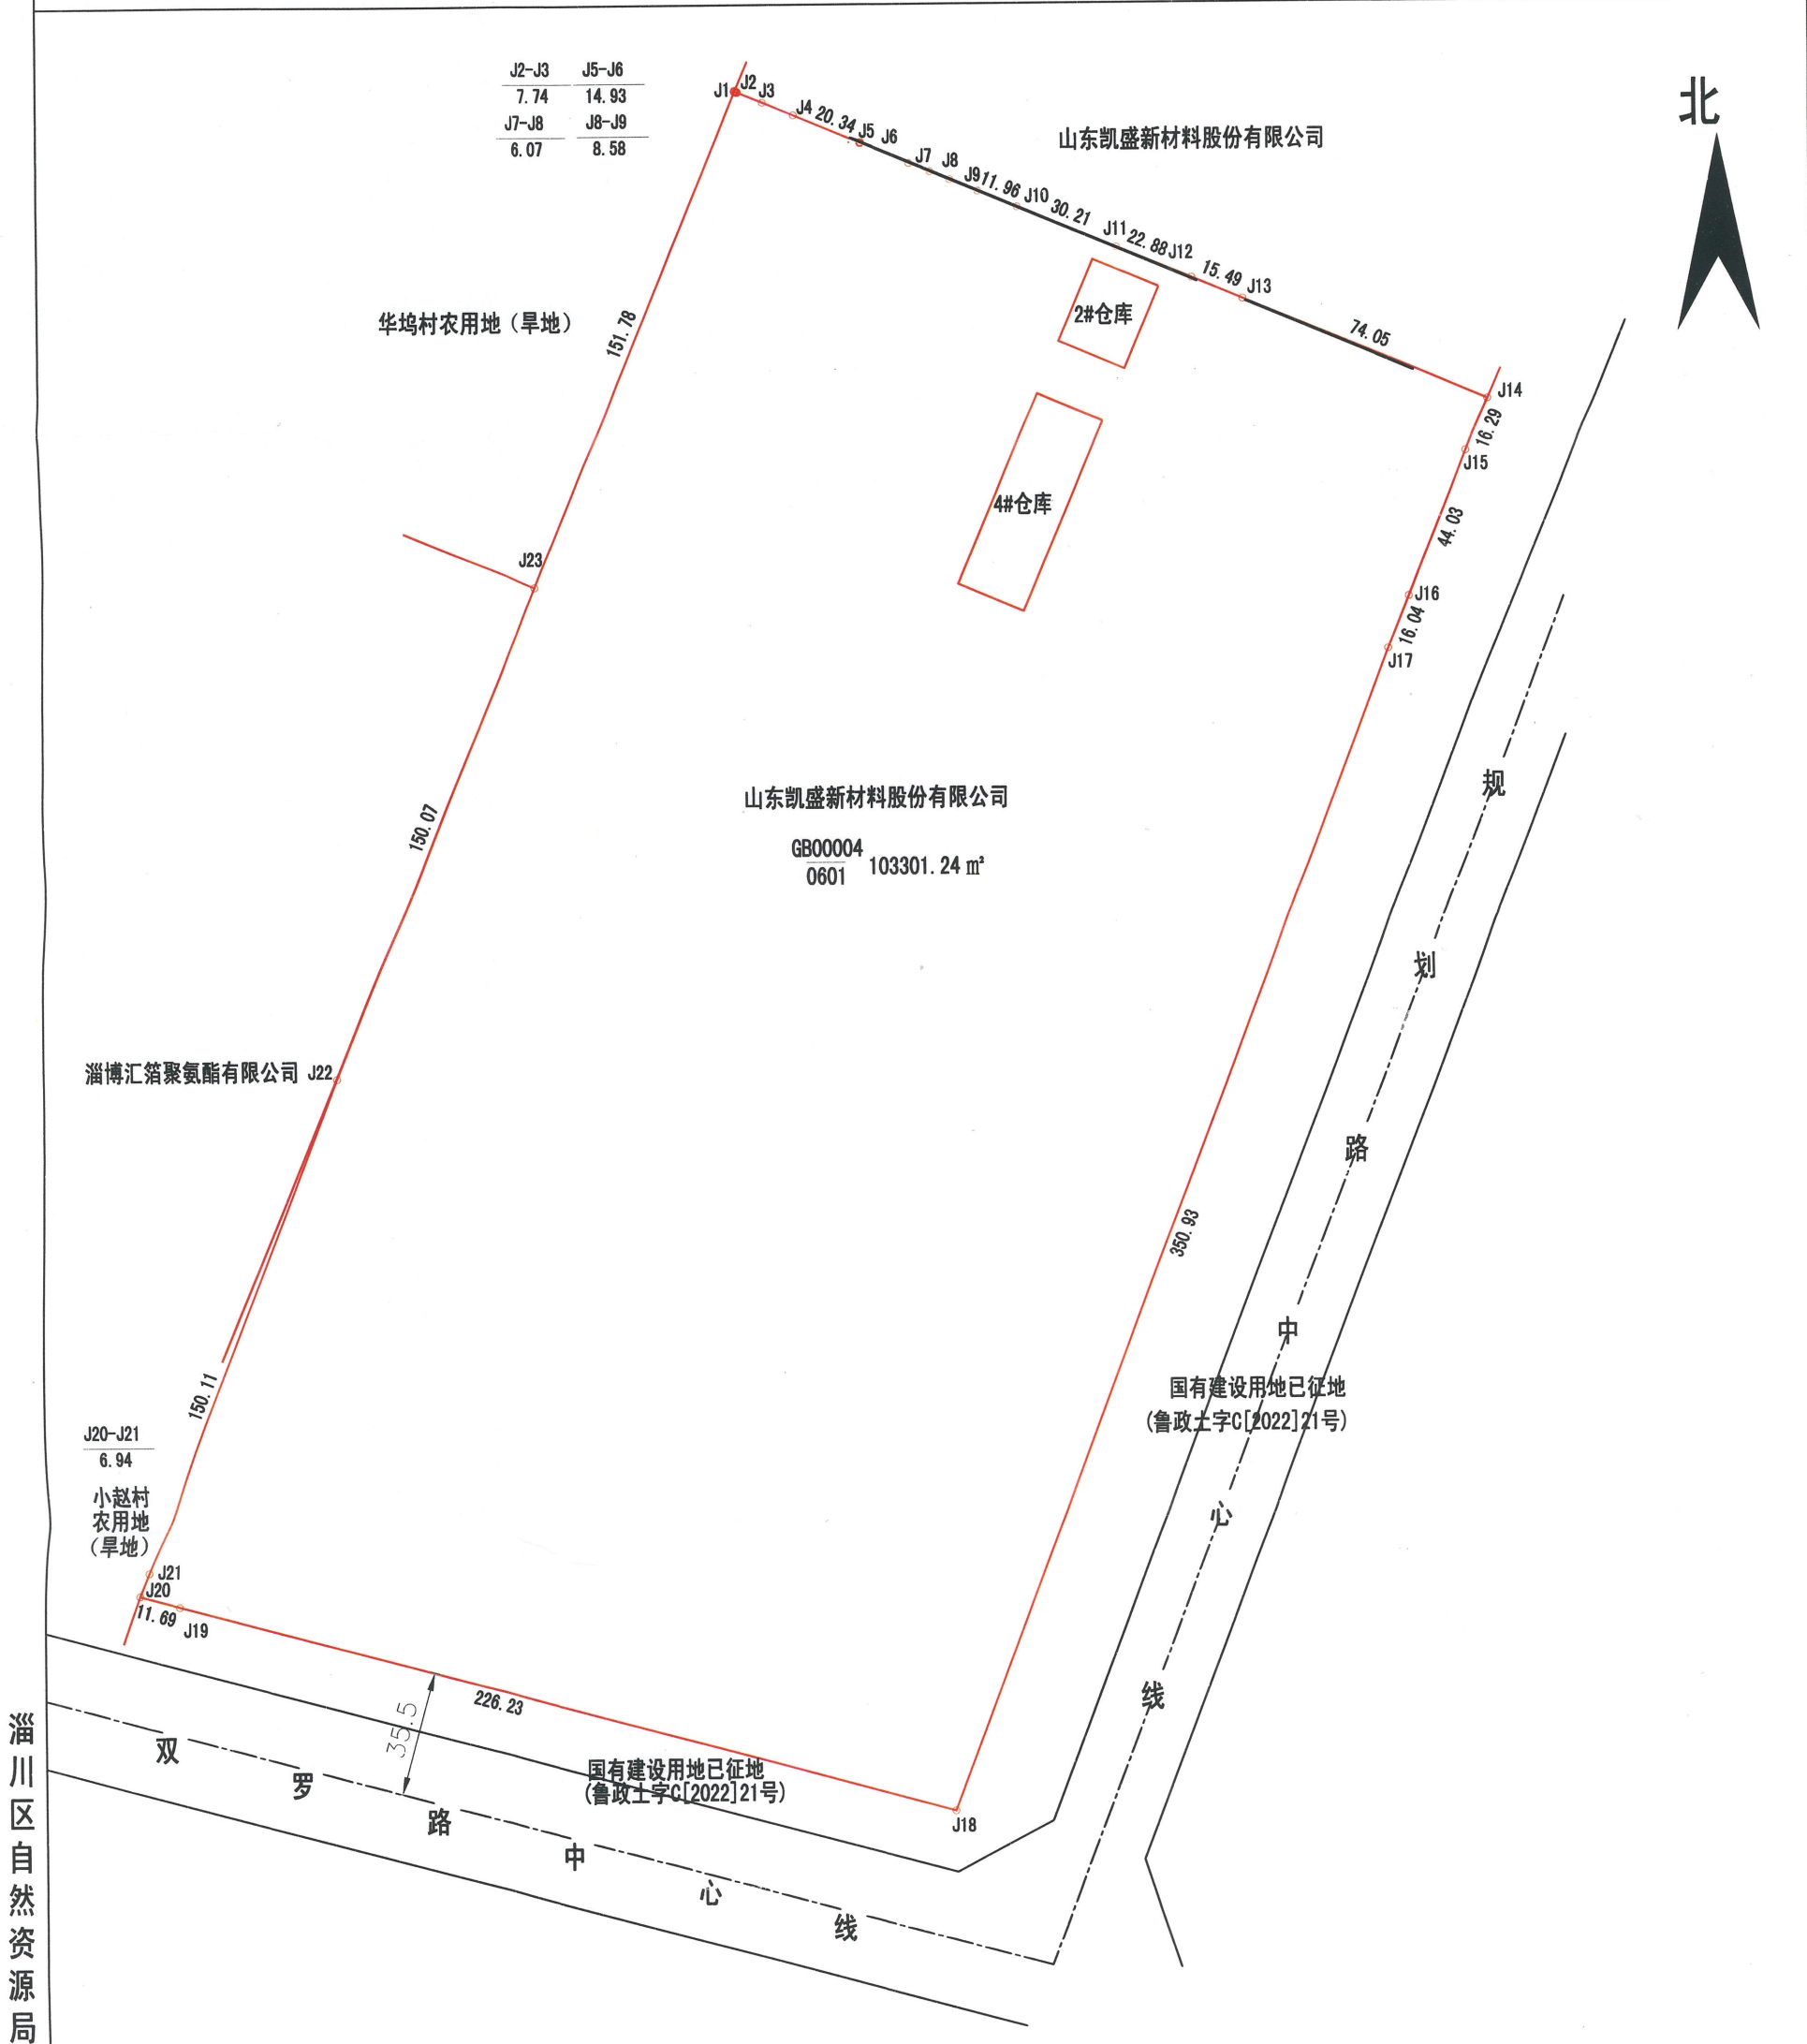 北
J2-J3 J5-J6
7.74 14.93
J7-J8 J8-J9
6.07 8.58
山东凯盛新材料股份有限公司
J1
J2
J3
J4
20.34
J5
J6
J7
J8
J9
11.96
J10
30.21
J11
22.88
J12
15.49
J13
74.05
J14
16.29
J15
44.03
J16
16.04
J17
华坞村农用地（旱地）
151.78
2#仓库
4#仓库
J23
150.07
山东凯盛新材料股份有限公司
GB00004
0601
103301.24㎡
淄博汇箔聚氨酯有限公司
J22
350.93
规划路中心线
国有建设用地已征地
(鲁政土字C[2022]21号)
150.11
J20-J21
6.94
小赵村
农用地
（旱地）
J21
J20
11.69
J19
226.23
35.5
国有建设用地已征地
(鲁政土字C[2022]21号)
J18
双罗路中心线
淄川区自然资源局